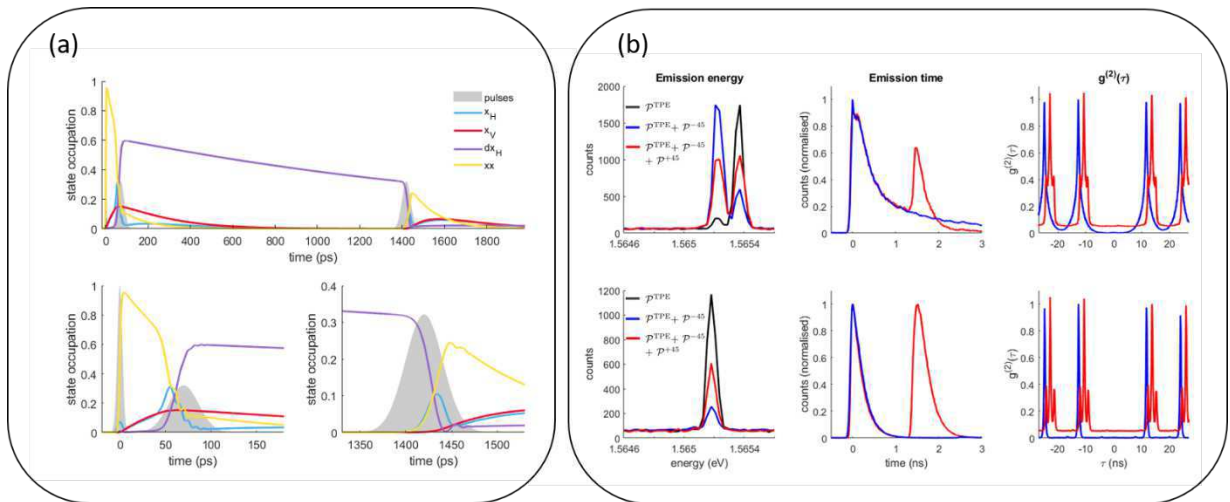 (a)
1
0.8
0.6
0.4
0.2
0
state occupation
pulses
x_H
x_V
dx_H
xx
0 200 400 600 800 1000 1200 1400 1600 1800
time (ps)
1
0.8
0.6
0.4
0.2
0
state occupation
0 50 100 150
time (ps)
0.4
0.3
0.2
0.1
0
state occupation
1350 1400 1450 1500
time (ps)
(b)
Emission energy
2000
1500
1000
500
0
counts
𝒫^TPE
𝒫^TPE + 𝒫^-45
𝒫^TPE + 𝒫^-45
+ 𝒫^+45
1.5646 1.565 1.5654
Emission time
1
0.8
0.6
0.4
0.2
0
counts (normalised)
0 1 2 3
g^(2)(τ)
1
0.8
0.6
0.4
0.2
0
g^(2)(τ)
-20 -10 0 10 20
1200
1000
800
600
400
200
0
counts
𝒫^TPE
𝒫^TPE + 𝒫^-45
𝒫^TPE + 𝒫^-45
+ 𝒫^+45
1.5646 1.565 1.5654
energy (eV)
1
0.8
0.6
0.4
0.2
0
counts (normalised)
0 1 2 3
time (ns)
1
0.8
0.6
0.4
0.2
0
g^(2)(τ)
-20 -10 0 10 20
τ (ns)